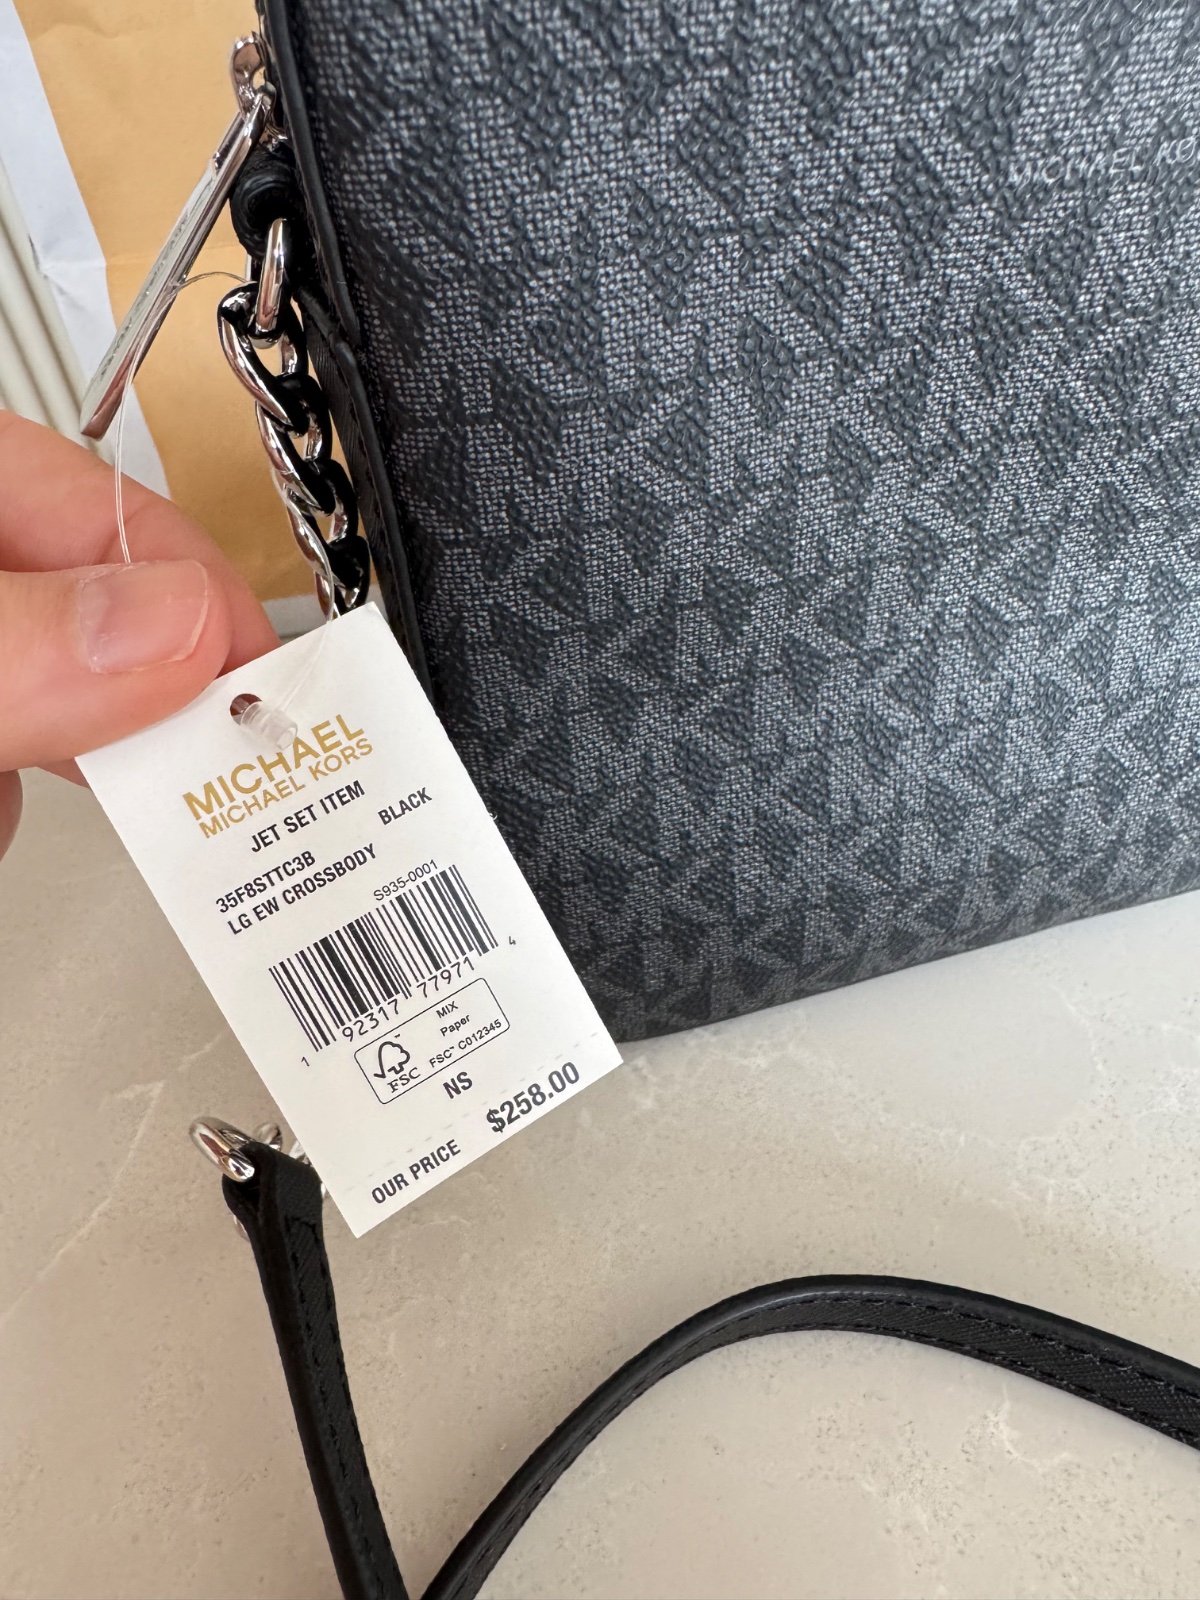 MICHAEL KO
MICHAEL
MICHAEL KORS
JET SET ITEM
35F8STTC3B BLACK
LG EW CROSSBODY
S935-0001
1 92317 77971 4
FSC
MIX
Paper
FSC™ C012345
NS
OUR PRICE $258.00